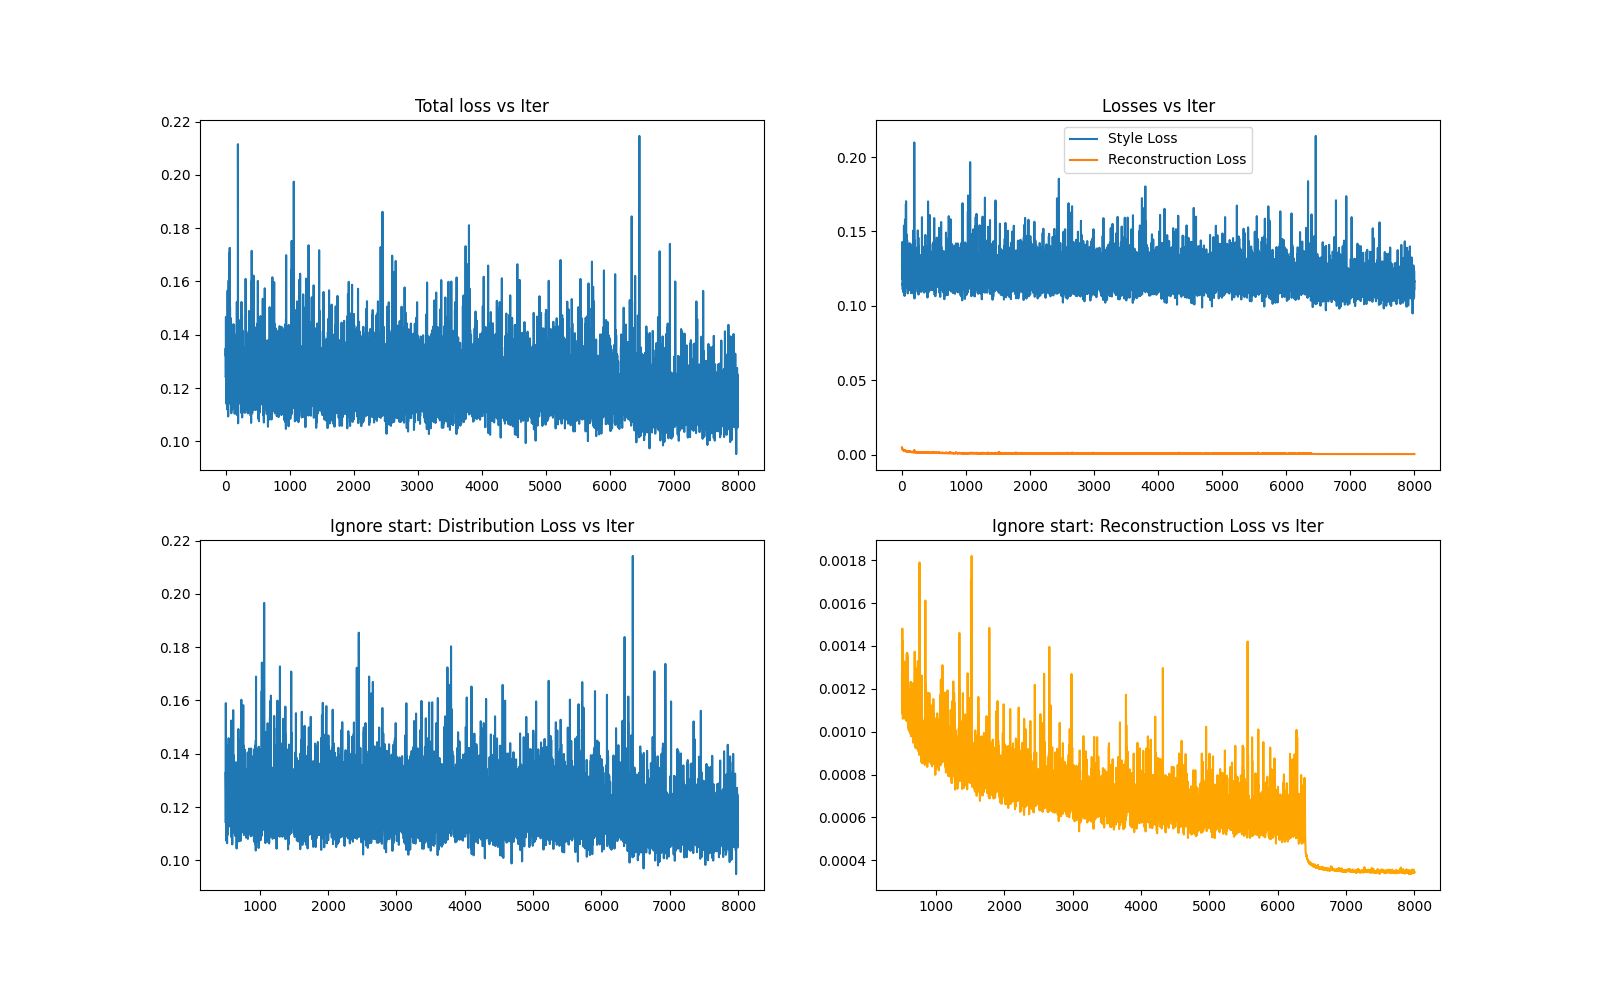 Total loss vs Iter
0.22
0.20
0.18
0.16
0.14
0.12
0.10
0 1000 2000 3000 4000 5000 6000 7000 8000
Losses vs Iter
Style Loss
Reconstruction Loss
0.20
0.15
0.10
0.05
0.00
0 1000 2000 3000 4000 5000 6000 7000 8000
Ignore start: Distribution Loss vs Iter
0.22
0.20
0.18
0.16
0.14
0.12
0.10
1000 2000 3000 4000 5000 6000 7000 8000
Ignore start: Reconstruction Loss vs Iter
0.0018
0.0016
0.0014
0.0012
0.0010
0.0008
0.0006
0.0004
1000 2000 3000 4000 5000 6000 7000 8000